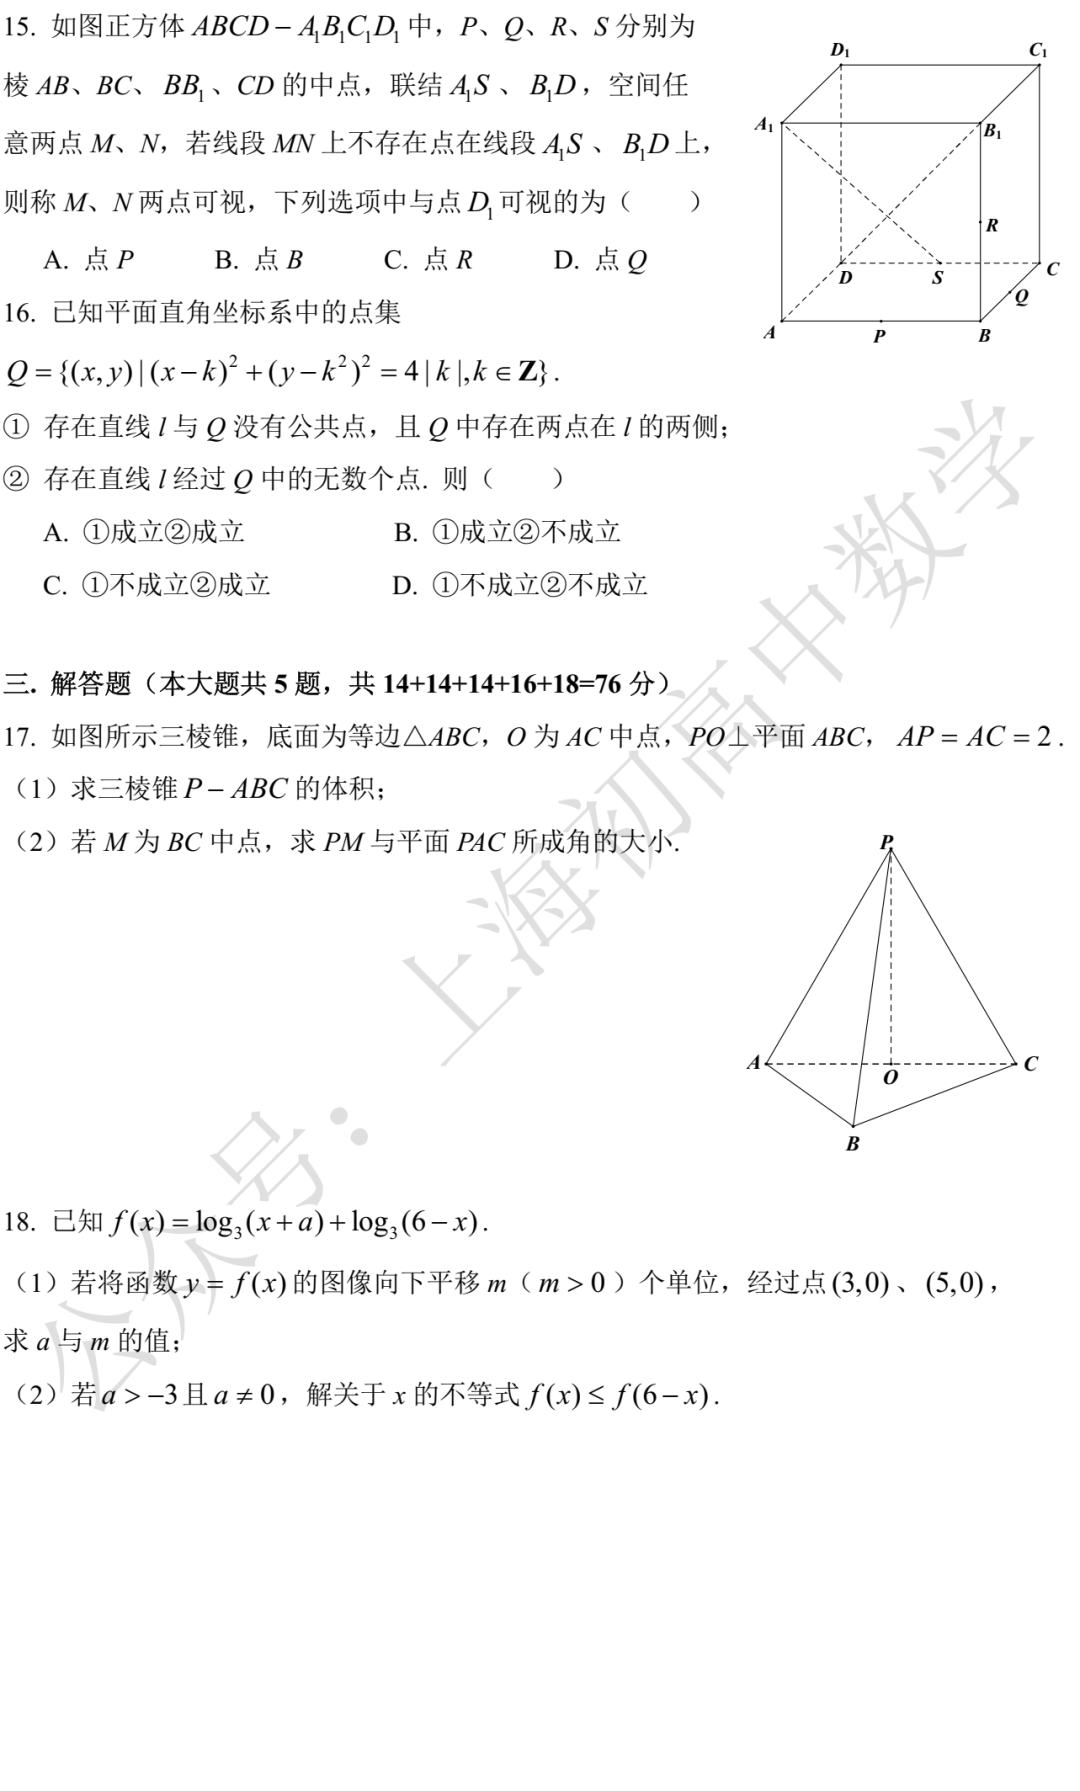 15. 如图正方体 ABCD − A₁B₁C₁D₁ 中，P、Q、R、S 分别为
棱 AB、BC、BB₁、CD 的中点，联结 A₁S 、 B₁D，空间任
意两点 M、N，若线段 MN 上不存在点在线段 A₁S 、 B₁D 上，
则称 M、N 两点可视，下列选项中与点 D₁ 可视的为（　　）
A. 点 P　　B. 点 B　　C. 点 R　　D. 点 Q
D₁ C₁
A₁ B₁
R
D S C
Q
A P B
16. 已知平面直角坐标系中的点集
Q = {(x, y) | (x − k)² + (y − k²)² = 4 | k |, k ∈ Z} .
① 存在直线 l 与 Q 没有公共点，且 Q 中存在两点在 l 的两侧；
② 存在直线 l 经过 Q 中的无数个点. 则（　　）
A. ①成立②成立　　B. ①成立②不成立
C. ①不成立②成立　　D. ①不成立②不成立
三. 解答题（本大题共 5 题，共 14+14+14+16+18=76 分）
17. 如图所示三棱锥，底面为等边△ABC，O 为 AC 中点，PO⊥平面 ABC， AP = AC = 2 .
（1）求三棱锥 P − ABC 的体积；
（2）若 M 为 BC 中点，求 PM 与平面 PAC 所成角的大小.
P
A O C
B
18. 已知 f(x) = log₃(x + a) + log₃(6 − x) .
（1）若将函数 y = f(x) 的图像向下平移 m（ m > 0 ）个单位，经过点 (3,0) 、 (5,0)，
求 a 与 m 的值；
（2）若 a > −3 且 a ≠ 0，解关于 x 的不等式 f(x) ≤ f(6 − x) .
公众号：上海初高中数学